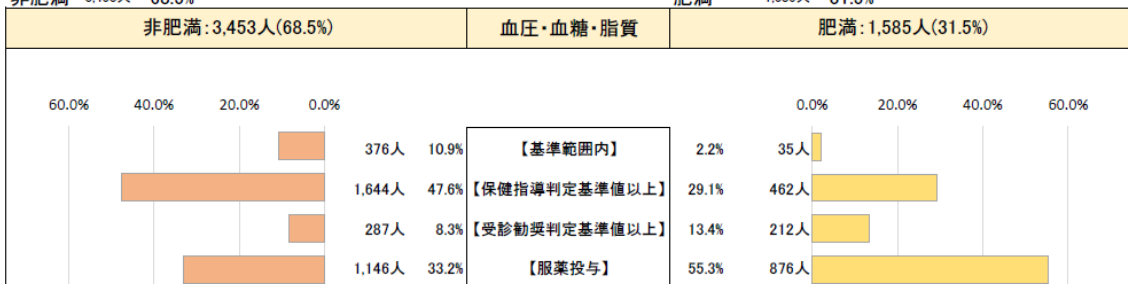 非肥満:3,453人(68.5%) 血圧・血糖・脂質 肥満:1,585人(31.5%)
60.0% 40.0% 20.0% 0.0% 0.0% 20.0% 40.0% 60.0%
376人 10.9% 【基準範囲内】 2.2% 35人
1,644人 47.6% 【保健指導判定基準値以上】 29.1% 462人
287人 8.3% 【受診勧奨判定基準値以上】 13.4% 212人
1,146人 33.2% 【服薬投与】 55.3% 876人